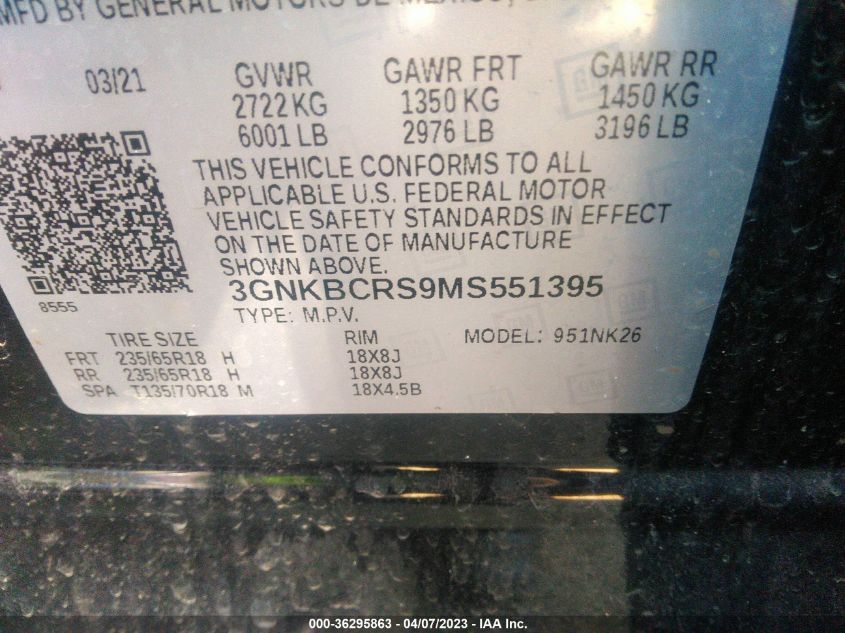 MFD BY GENERAL MOTORS DE MEXICO,
03/21 GVWR GAWR FRT GAWR RR
2722 KG 1350 KG 1450 KG
6001 LB 2976 LB 3196 LB
THIS VEHICLE CONFORMS TO ALL
APPLICABLE U.S. FEDERAL MOTOR
VEHICLE SAFETY STANDARDS IN EFFECT
ON THE DATE OF MANUFACTURE
SHOWN ABOVE.
8555
3GNKBCRS9MS551395
TYPE: M.P.V.
TIRE SIZE RIM MODEL: 951NK26
FRT 235/65R18 H 18X8J
RR 235/65R18 H 18X8J
SPA T135/70R18 M 18X4.5B
000-36295863 - 04/07/2023 - IAA Inc.